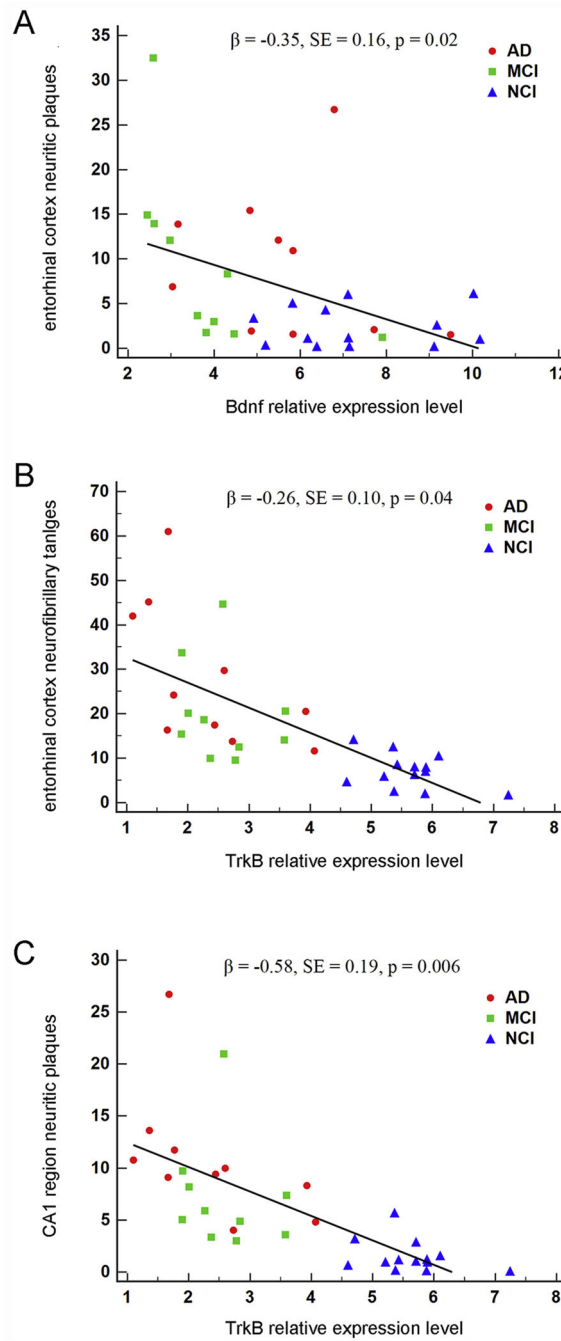 A
β = -0.35, SE = 0.16, p = 0.02
AD
MCI
NCI
entorhinal cortex neuritic plaques
35
30
25
20
15
10
5
0
2
4
6
8
10
12
Bdnf relative expression level
B
β = -0.26, SE = 0.10, p = 0.04
AD
MCI
NCI
entorhinal cortex neurofibrillary tanlges
70
60
50
40
30
20
10
0
1
2
3
4
5
6
7
8
TrkB relative expression level
C
β = -0.58, SE = 0.19, p = 0.006
AD
MCI
NCI
CA1 region neuritic plaques
30
25
20
15
10
5
0
1
2
3
4
5
6
7
8
TrkB relative expression level